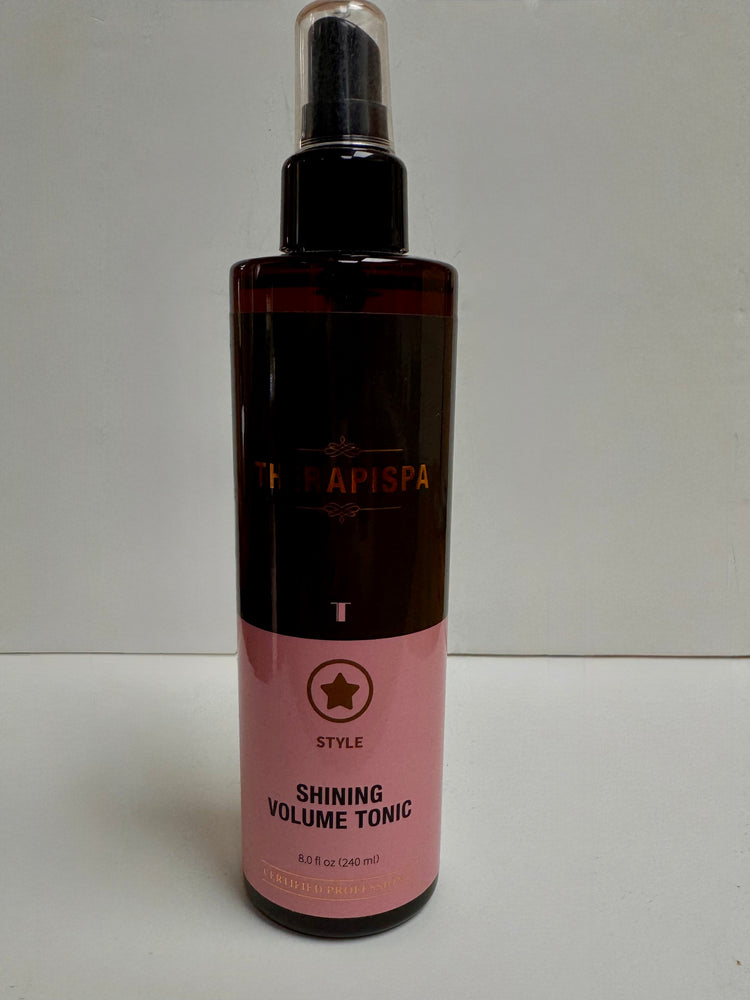 THERAPISPA
T
STYLE
SHINING
VOLUME TONIC
8.0 fl oz (240 ml)
CERTIFIED